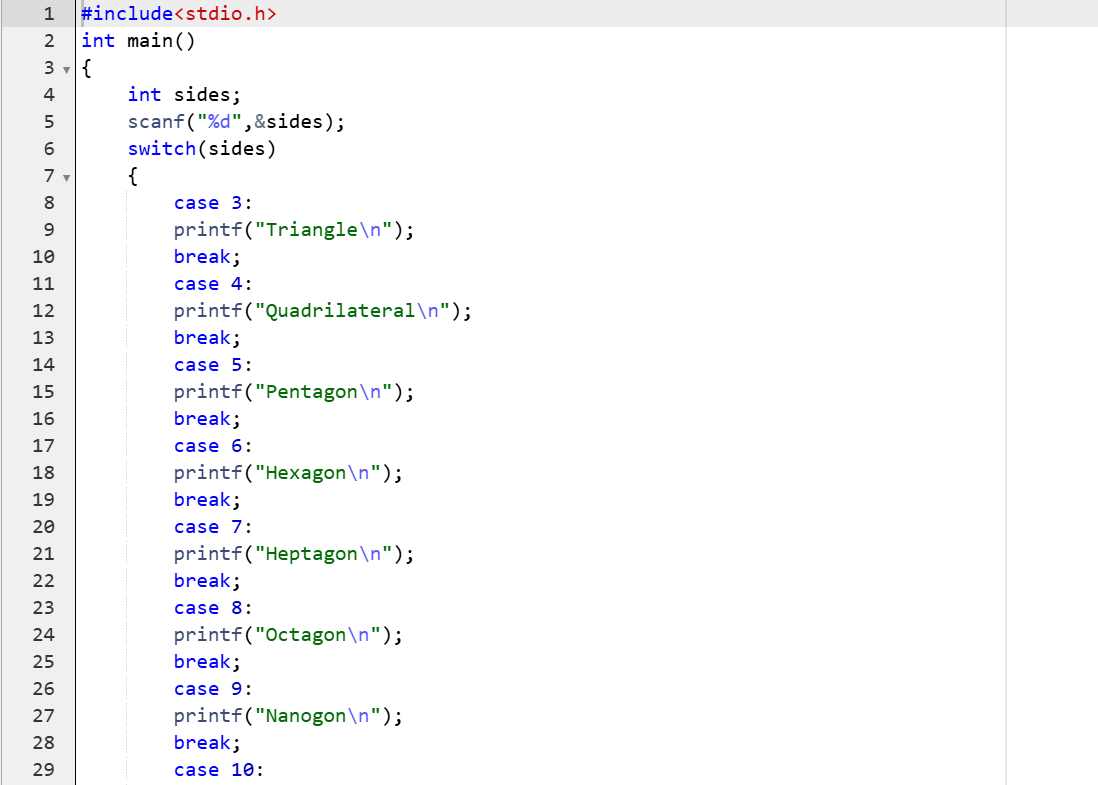 1 #include<stdio.h>
2 int main()
3 {
4 int sides;
5 scanf("%d",&sides);
6 switch(sides)
7 {
8 case 3:
9 printf("Triangle\n");
10 break;
11 case 4:
12 printf("Quadrilateral\n");
13 break;
14 case 5:
15 printf("Pentagon\n");
16 break;
17 case 6:
18 printf("Hexagon\n");
19 break;
20 case 7:
21 printf("Heptagon\n");
22 break;
23 case 8:
24 printf("Octagon\n");
25 break;
26 case 9:
27 printf("Nanogon\n");
28 break;
29 case 10: